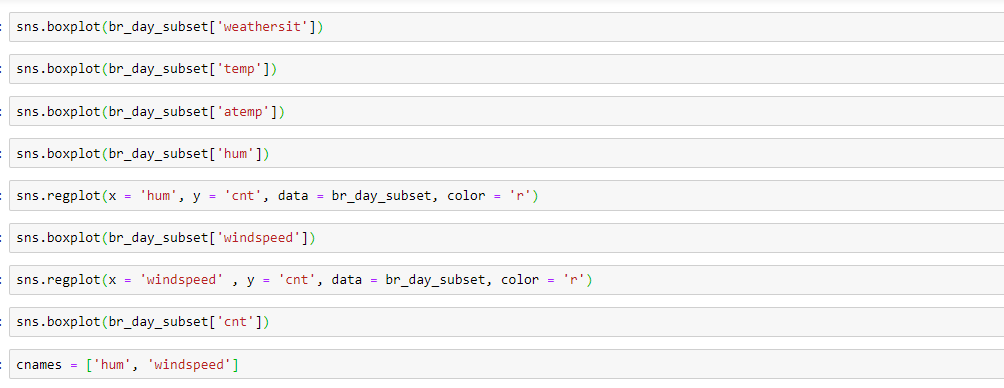 sns.boxplot(br_day_subset['weathersit'])
sns.boxplot(br_day_subset['temp'])
sns.boxplot(br_day_subset['atemp'])
sns.boxplot(br_day_subset['hum'])
sns.regplot(x = 'hum', y = 'cnt', data = br_day_subset, color = 'r')
sns.boxplot(br_day_subset['windspeed'])
sns.regplot(x = 'windspeed' , y = 'cnt', data = br_day_subset, color = 'r')
sns.boxplot(br_day_subset['cnt'])
cnames = ['hum', 'windspeed']